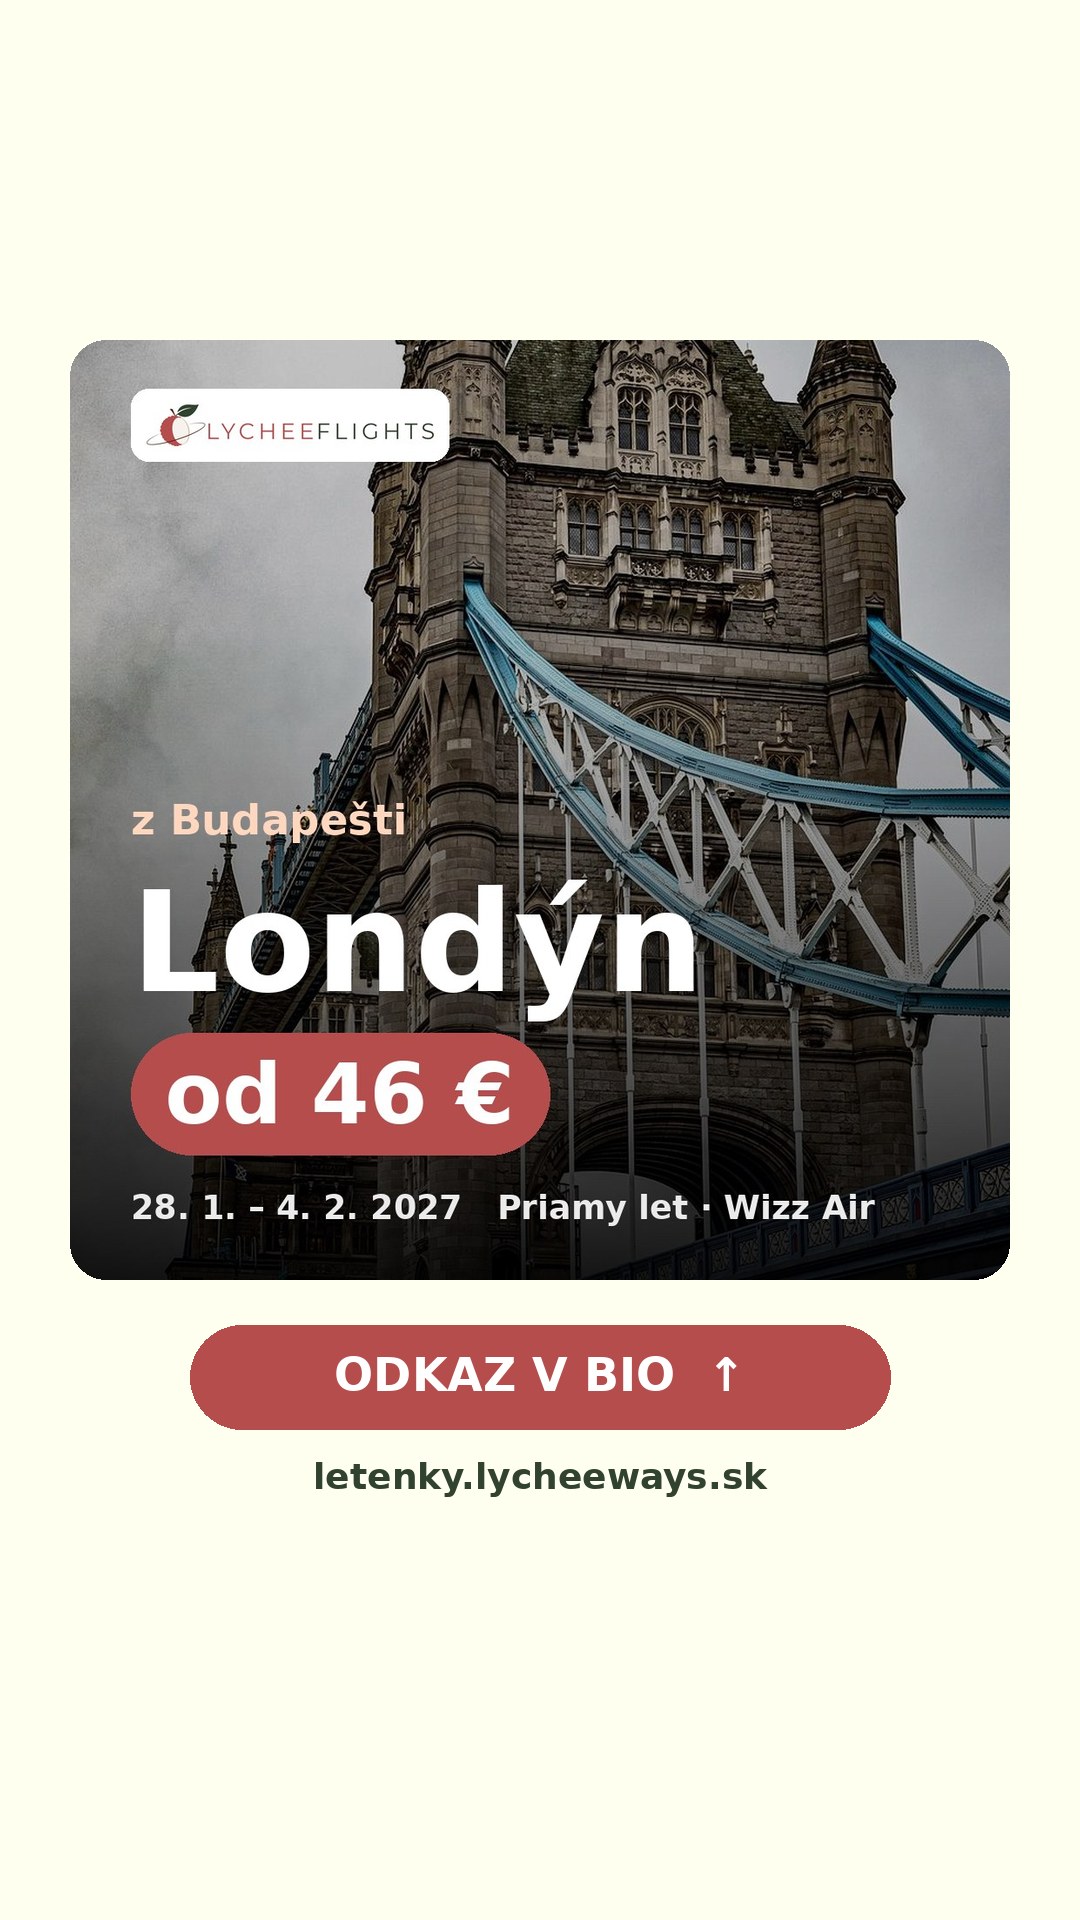 LYCHEEFLIGHTS
z Budapešti
Londýn
od 46 €
28. 1. – 4. 2. 2027 Priamy let · Wizz Air
ODKAZ V BIO ↑
letenky.lycheeways.sk